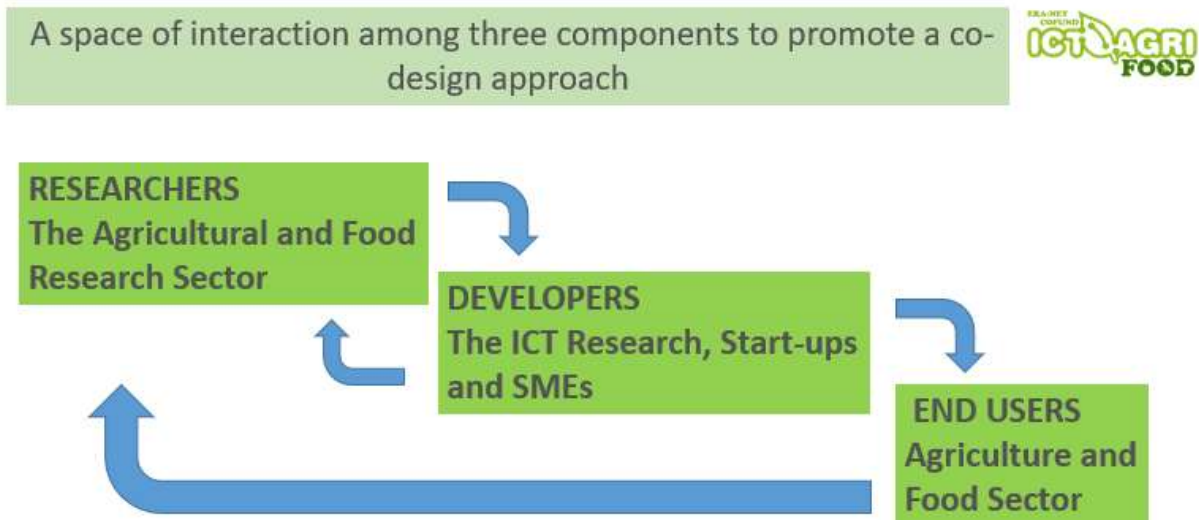 A space of interaction among three components to promote a co-
design approach
ERA-NET
COFUND
ICT AGRI
FOOD
RESEARCHERS
The Agricultural and Food
Research Sector
DEVELOPERS
The ICT Research, Start-ups
and SMEs
END USERS
Agriculture and
Food Sector